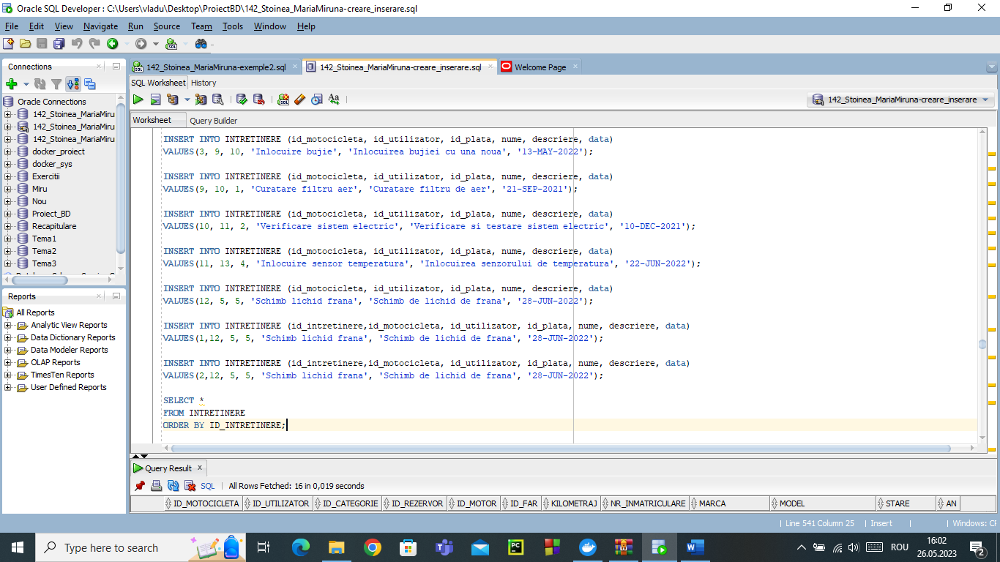 Oracle SQL Developer : C:\Users\vladu\Desktop\ProiectBD\142_Stoinea_MariaMiruna-creare_inserare.sql
File Edit View Navigate Run Source Team Tools Window Help
Connections
142_Stoinea_MariaMiruna-exemple2.sql
142_Stoinea_MariaMiruna-creare_inserare.sql
Welcome Page
SQL Worksheet History
142_Stoinea_MariaMiruna-creare_inserare
Worksheet Query Builder
Oracle Connections
142_Stoinea_MariaMiru
142_Stoinea_MariaMiru
142_Stoinea_MariaMiru
docker_proiect
docker_sys
Exercitii
Miru
Nou
Proiect_BD
Recapitulare
Tema1
Tema2
Tema3
Reports
All Reports
Analytic View Reports
Data Dictionary Reports
Data Modeler Reports
OLAP Reports
TimesTen Reports
User Defined Reports
INSERT INTO INTRETINERE (id_motocicleta, id_utilizator, id_plata, nume, descriere, data)
VALUES(3, 9, 10, 'Inlocuire bujie', 'Inlocuirea bujiei cu una noua', '13-MAY-2022');
INSERT INTO INTRETINERE (id_motocicleta, id_utilizator, id_plata, nume, descriere, data)
VALUES(9, 10, 1, 'Curatare filtru aer', 'Curatare filtru de aer', '21-SEP-2021');
INSERT INTO INTRETINERE (id_motocicleta, id_utilizator, id_plata, nume, descriere, data)
VALUES(10, 11, 2, 'Verificare sistem electric', 'Verificare si testare sistem electric', '10-DEC-2021');
INSERT INTO INTRETINERE (id_motocicleta, id_utilizator, id_plata, nume, descriere, data)
VALUES(11, 13, 4, 'Inlocuire senzor temperatura', 'Inlocuirea senzorului de temperatura', '22-JUN-2022');
INSERT INTO INTRETINERE (id_motocicleta, id_utilizator, id_plata, nume, descriere, data)
VALUES(12, 5, 5, 'Schimb lichid frana', 'Schimb de lichid de frana', '28-JUN-2022');
INSERT INTO INTRETINERE (id_intretinere,id_motocicleta, id_utilizator, id_plata, nume, descriere, data)
VALUES(1,12, 5, 5, 'Schimb lichid frana', 'Schimb de lichid de frana', '28-JUN-2022');
INSERT INTO INTRETINERE (id_intretinere,id_motocicleta, id_utilizator, id_plata, nume, descriere, data)
VALUES(2,12, 5, 5, 'Schimb lichid frana', 'Schimb de lichid de frana', '28-JUN-2022');
SELECT *
FROM INTRETINERE
ORDER BY ID_INTRETINERE;
Query Result
SQL | All Rows Fetched: 16 in 0,019 seconds
ID_MOTOCICLETA ID_UTILIZATOR ID_CATEGORIE ID_REZERVOR ID_MOTOR ID_FAR KILOMETRAJ NR_INMATRICULARE MARCA MODEL STARE AN
Line 541 Column 25 | Insert | Windows: CF
Type here to search
ROU
16:02
26.05.2023
2